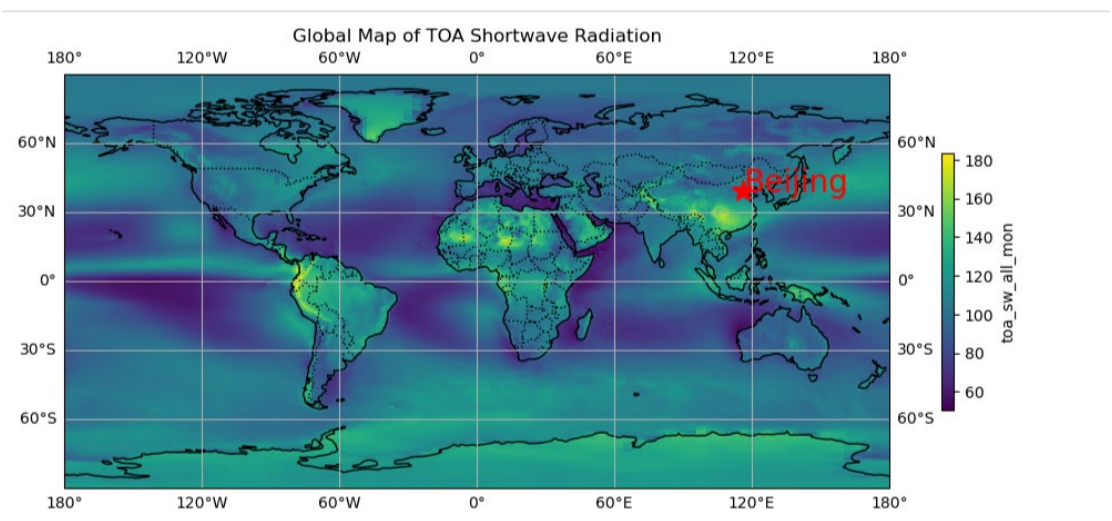 Global Map of TOA Shortwave Radiation
180° 120°W 60°W 0° 60°E 120°E 180°
60°N 60°N
180
Beijing
160
30°N 30°N
140
0° 0°
120
toa_sw_all_mon
100
30°S 30°S
80
60
60°S 60°S
180° 120°W 60°W 0° 60°E 120°E 180°